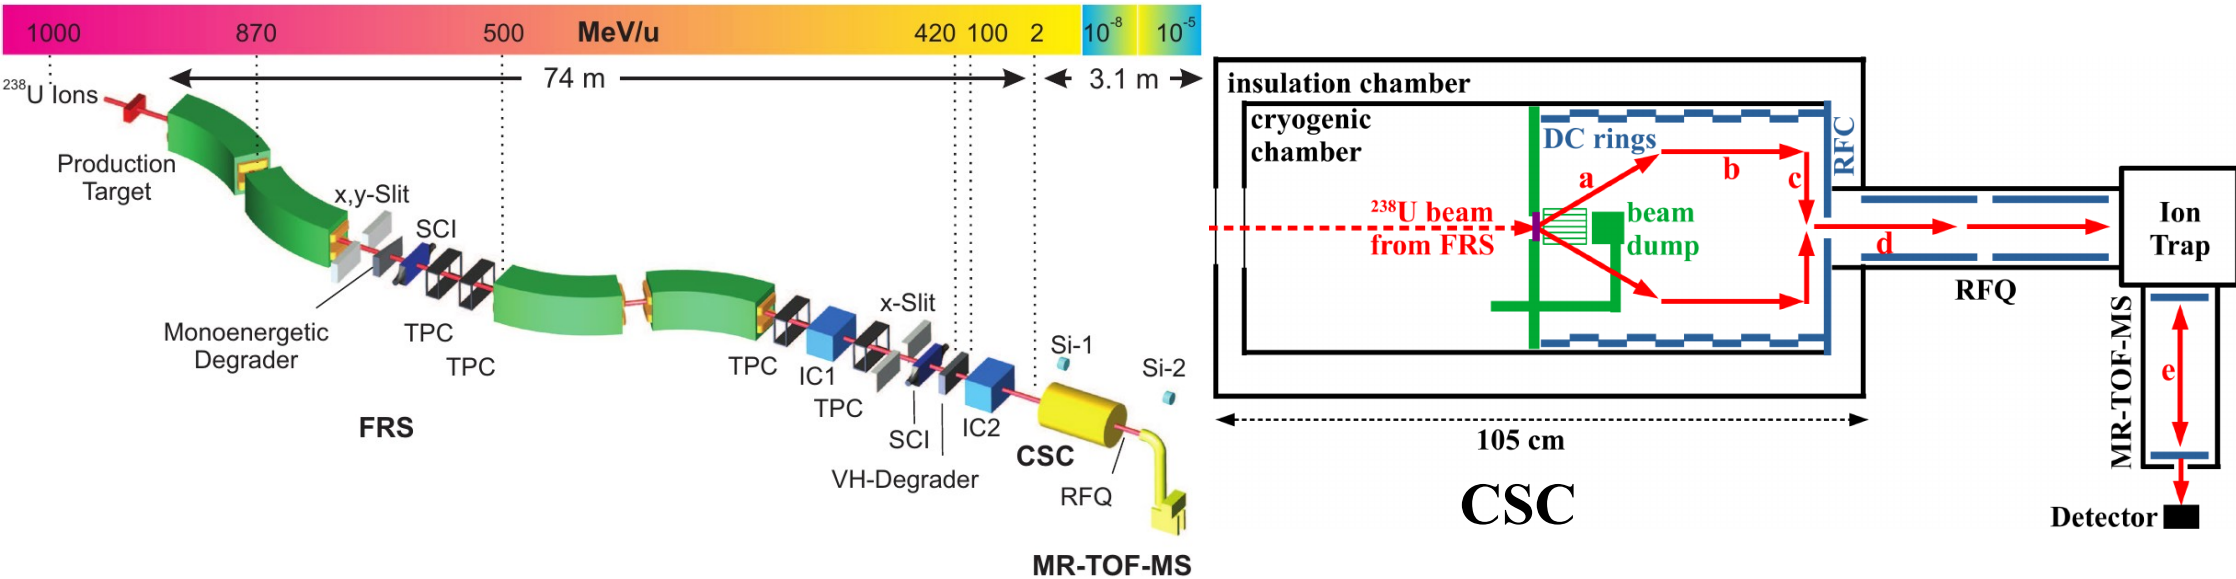 1000 870 500 MeV/u 420 100 2 10⁻⁸ 10⁻⁵
74 m
3.1 m
²³⁸U Ions
Production
Target
x,y-Slit
SCI
Monoenergetic
Degrader
TPC
TPC
FRS
TPC
IC1
TPC
x-Slit
SCI
VH-Degrader
IC2
CSC
Si-1
Si-2
RFQ
MR-TOF-MS
insulation chamber
cryogenic
chamber
DC rings
RFC
²³⁸U beam
from FRS
beam
dump
a
b
c
d
RFQ
Ion
Trap
MR-TOF-MS
e
Detector
105 cm
CSC